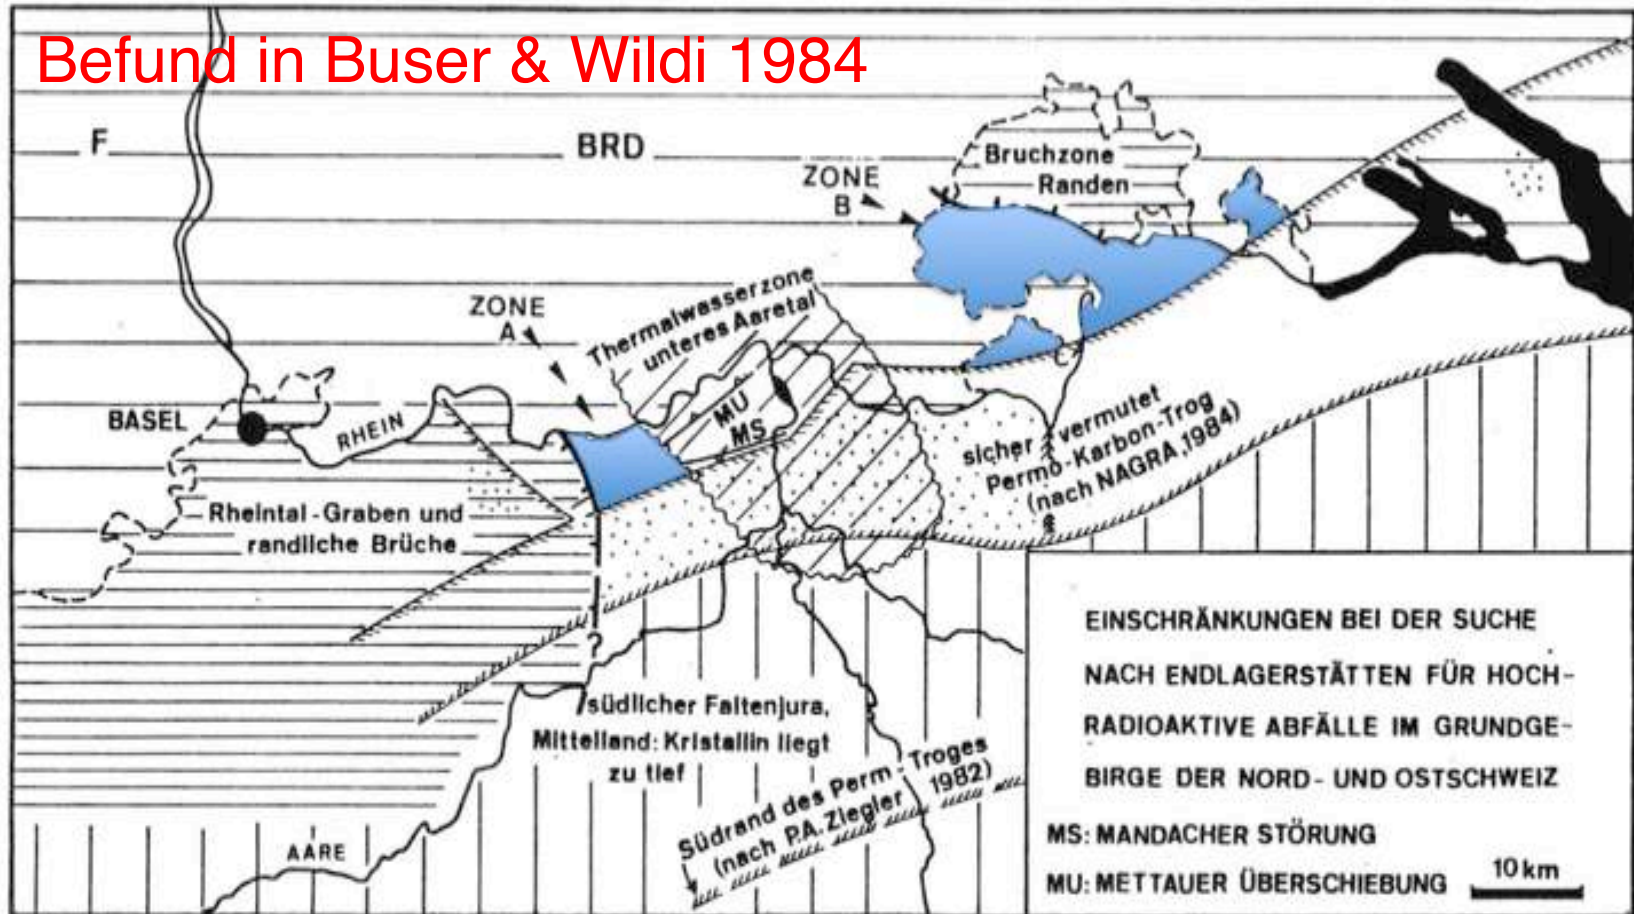 Befund in Buser & Wildi 1984
F
BRD
ZONE
B
Bruchzone
Randen
ZONE
A
Thermalwasserzone
unteres Aaretal
MU
MS
BASEL
RHEIN
sicher vermutet
Permo-Karbon-Trog
(nach NAGRA, 1984)
Rheintal-Graben und
randliche Brüche
?
südlicher Faltenjura,
Mittelland: Kristallin liegt
zu tief
Südrand des Perm-Troges
(nach P.A. Ziegler 1982)
AARE
EINSCHRÄNKUNGEN BEI DER SUCHE
NACH ENDLAGERSTÄTTEN FÜR HOCH-
RADIOAKTIVE ABFÄLLE IM GRUNDGE-
BIRGE DER NORD- UND OSTSCHWEIZ
MS: MANDACHER STÖRUNG
MU: METTAUER ÜBERSCHIEBUNG
10 km